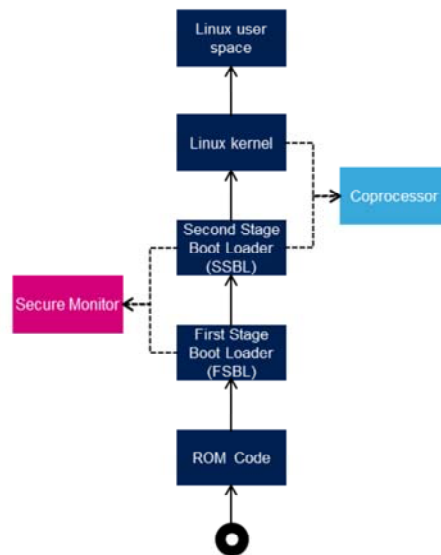 Linux user
space
Linux kernel
Coprocessor
Second Stage
Boot Loader
(SSBL)
Secure Monitor
First Stage
Boot Loader
(FSBL)
ROM Code